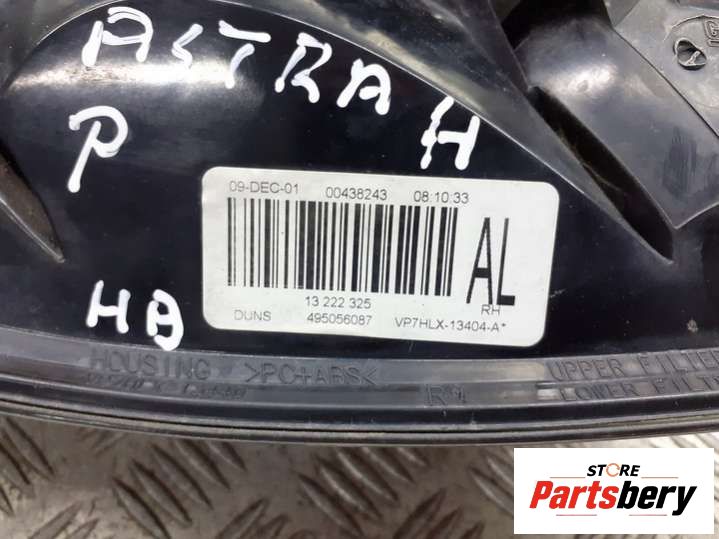 ASTRA H
P
09-DEC-01 00438243 08:10:33
AL
13 222 325
RH
DUNS 495056087 VP7HLX-13404-A*
HB
HOUSING >PC+ABS<
UPPER FILTER
LOWER FILTE
STORE
Partsbery